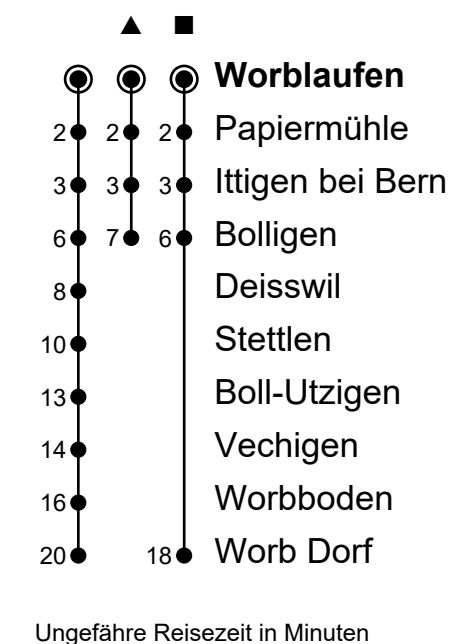 ▲ ■
Worblaufen
2 2 2 Papiermühle
3 3 3 Ittigen bei Bern
6 7 6 Bolligen
8 Deisswil
10 Stettlen
13 Boll-Utzigen
14 Vechigen
16 Worbboden
20 18 Worb Dorf
Ungefähre Reisezeit in Minuten